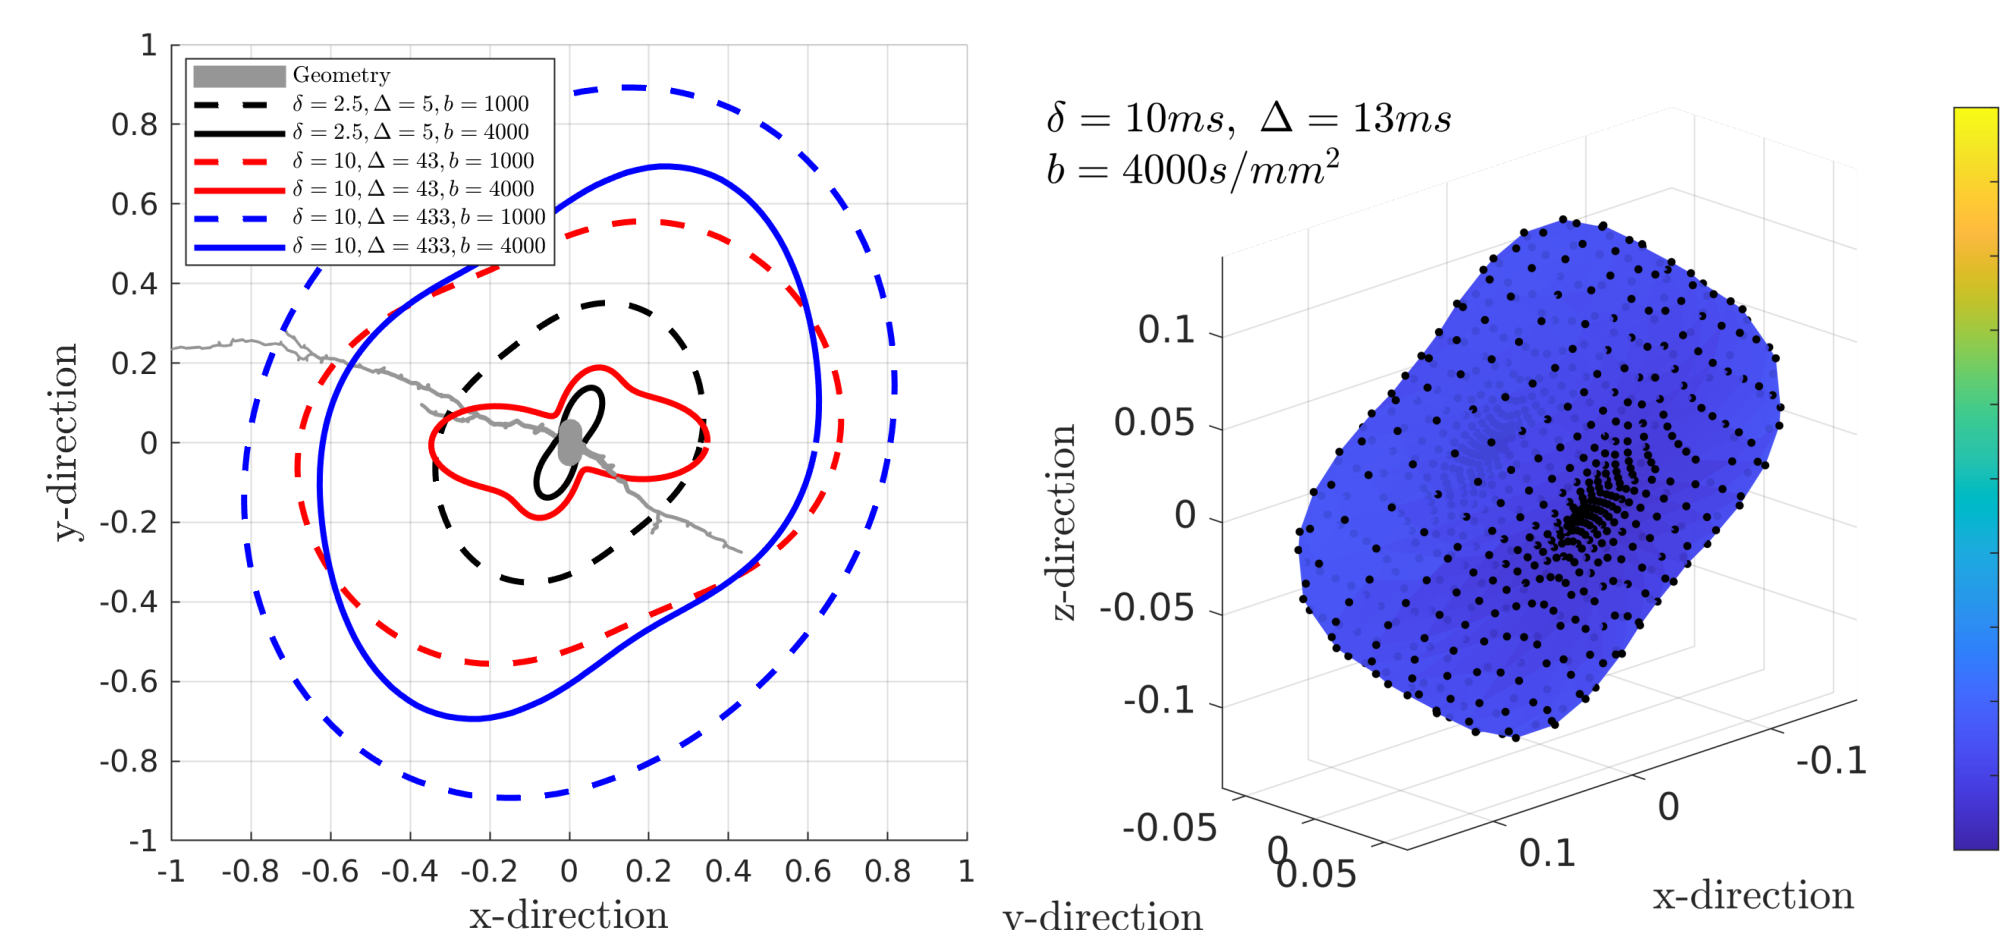 1
0.8
0.6
0.4
0.2
0
-0.2
-0.4
-0.6
-0.8
-1
-1 -0.8 -0.6 -0.4 -0.2 0 0.2 0.4 0.6 0.8 1
x-direction
y-direction
Geometry
δ = 2.5, Δ = 5, b = 1000
δ = 2.5, Δ = 5, b = 4000
δ = 10, Δ = 43, b = 1000
δ = 10, Δ = 43, b = 4000
δ = 10, Δ = 433, b = 1000
δ = 10, Δ = 433, b = 4000
δ = 10ms, Δ = 13ms
b = 4000s/mm²
0.1
0.05
0
-0.05
-0.1
z-direction
-0.05
0
0.05
y-direction
0.1
0
-0.1
x-direction